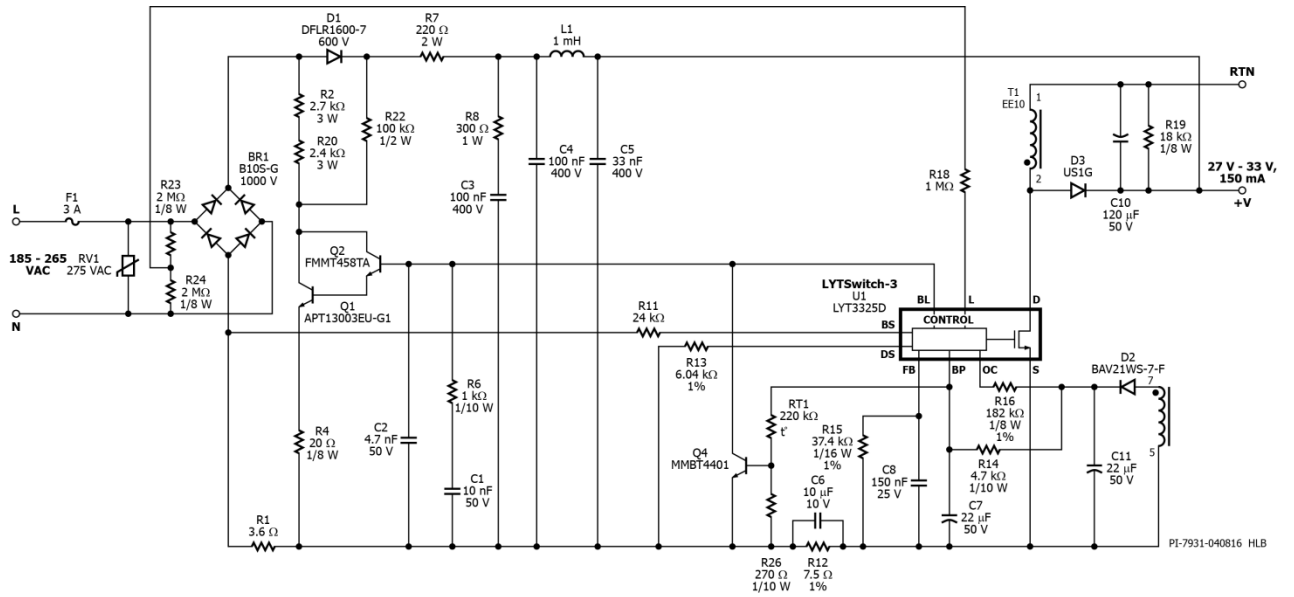 D1
DFLR1600-7
600 V
R7
220 Ω
2 W
L1
1 mH
RTN
T1
EE10
1
2
R2
2.7 kΩ
3 W
R20
2.4 kΩ
3 W
R22
100 kΩ
1/2 W
R8
300 Ω
1 W
C3
100 nF
400 V
C4
100 nF
400 V
C5
33 nF
400 V
R18
1 MΩ
D3
US1G
C10
120 μF
50 V
R19
18 kΩ
1/8 W
27 V - 33 V,
150 mA
+V
BR1
B10S-G
1000 V
F1
3 A
L
R23
2 MΩ
1/8 W
185 - 265
VAC
RV1
275 VAC
R24
2 MΩ
1/8 W
N
Q2
FMMT458TA
Q1
APT13003EU-G1
LYTSwitch-3
U1
LYT3325D
BL
L
D
CONTROL
BS
DS
FB
BP
OC
S
R11
24 kΩ
R13
6.04 kΩ
1%
D2
BAV21WS-7-F
7
5
R16
182 kΩ
1/8 W
1%
R14
4.7 kΩ
1/10 W
C11
22 μF
50 V
R6
1 kΩ
1/10 W
C2
4.7 nF
50 V
R4
20 Ω
1/8 W
C1
10 nF
50 V
RT1
220 kΩ
t°
R15
37.4 kΩ
1/16 W
1%
Q4
MMBT4401
C6
10 μF
10 V
C8
150 nF
25 V
C7
22 μF
50 V
R1
3.6 Ω
R26
270 Ω
1/10 W
R12
7.5 Ω
1%
PI-7931-040816 HLB